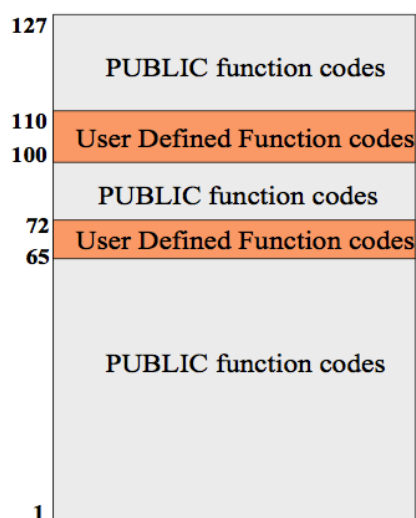 127
PUBLIC function codes
110
User Defined Function codes
100
PUBLIC function codes
72
User Defined Function codes
65
PUBLIC function codes
1